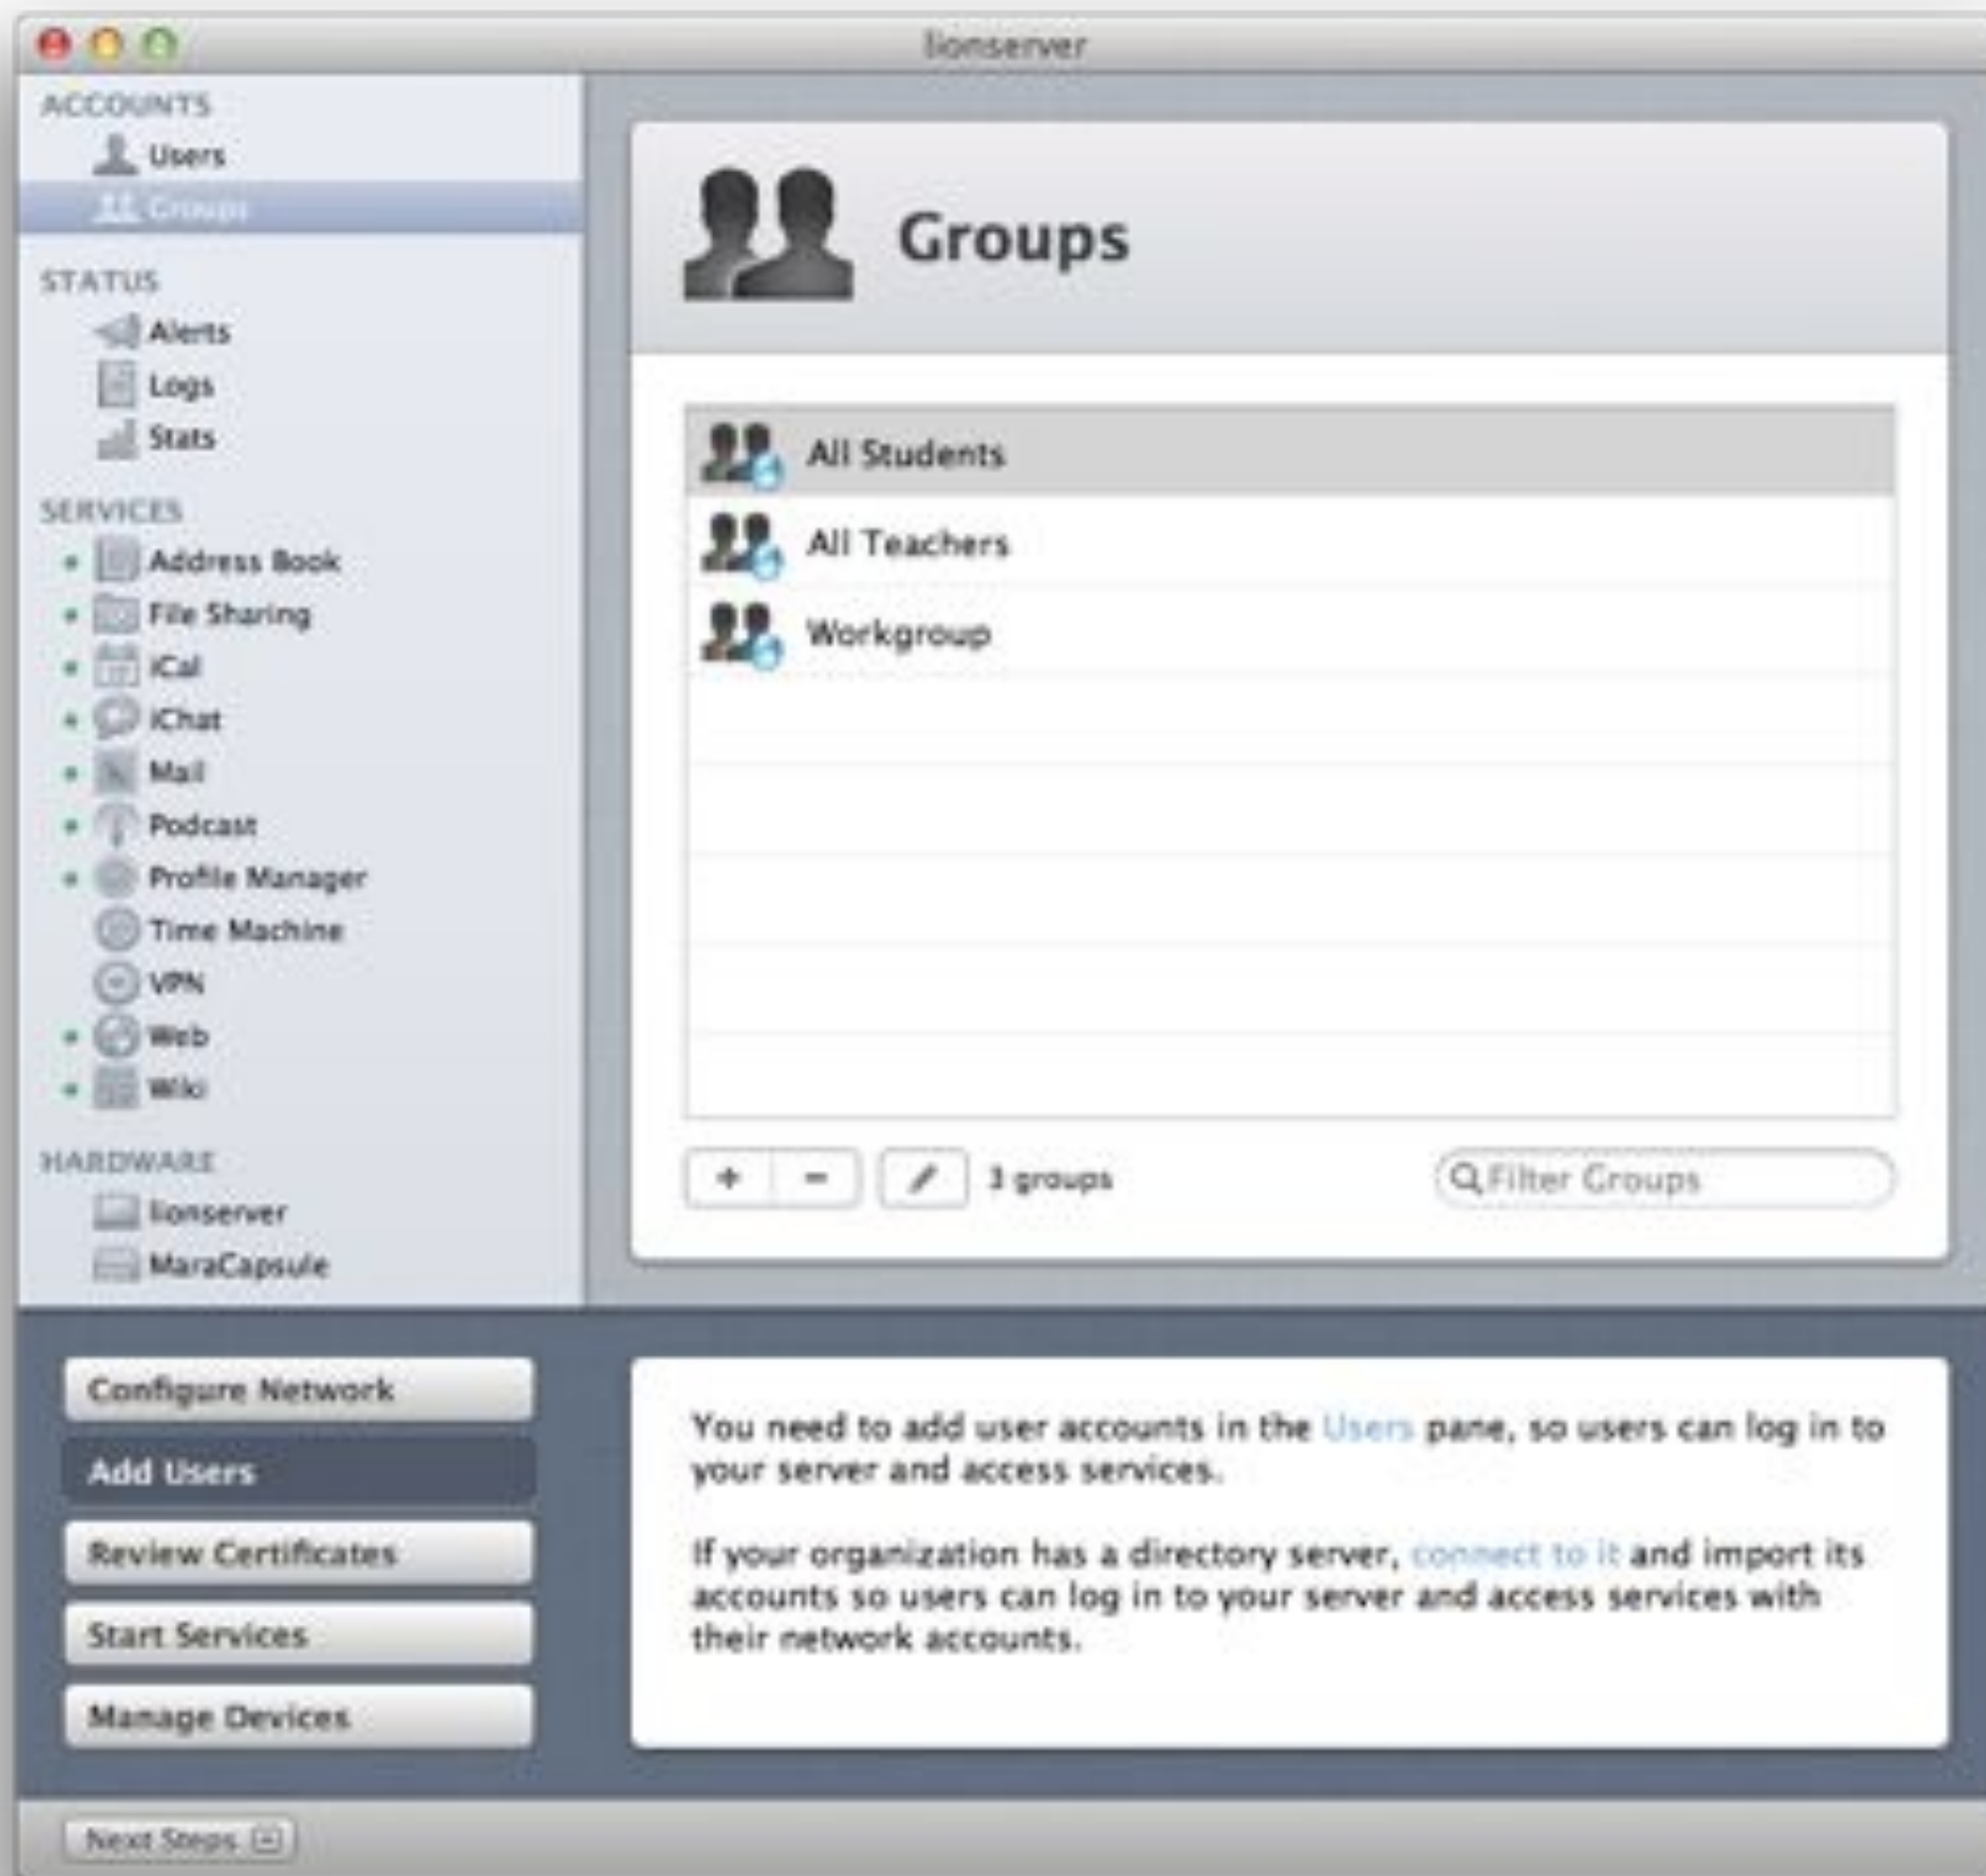 lionserver
ACCOUNTS
Users
Groups
STATUS
Alerts
Logs
Stats
SERVICES
Address Book
File Sharing
iCal
iChat
Mail
Podcast
Profile Manager
Time Machine
VPN
Web
Wiki
HARDWARE
lionserver
MaraCapsule
Groups
All Students
All Teachers
Workgroup
3 groups
Filter Groups
Configure Network
Add Users
Review Certificates
Start Services
Manage Devices
You need to add user accounts in the Users pane, so users can log in to
your server and access services.
If your organization has a directory server, connect to it and import its
accounts so users can log in to your server and access services with
their network accounts.
Next Steps